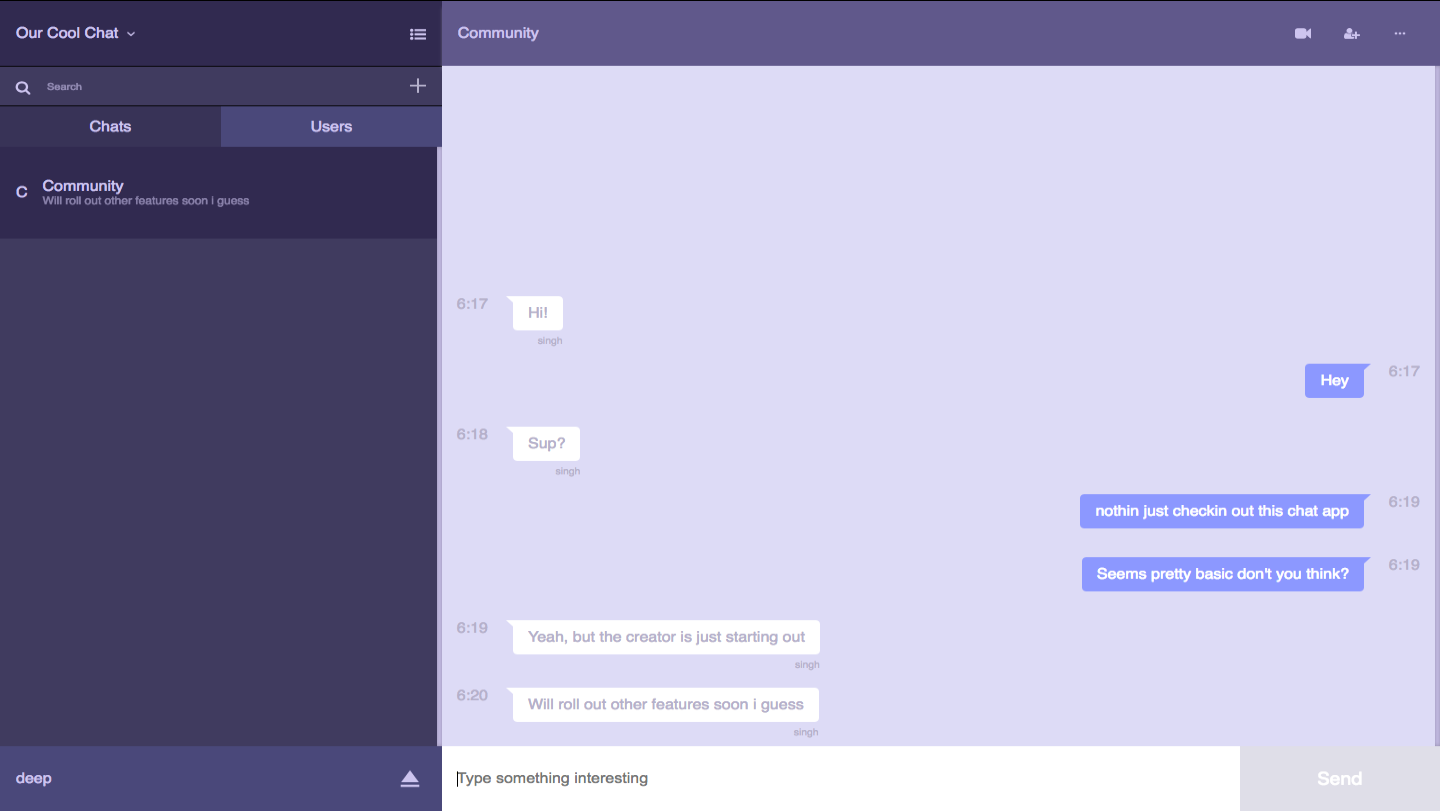 Our Cool Chat
Community
Search
Chats
Users
C
Community
Will roll out other features soon i guess
6:17
Hi!
singh
Hey
6:17
6:18
Sup?
singh
nothin just checkin out this chat app
6:19
Seems pretty basic don't you think?
6:19
6:19
Yeah, but the creator is just starting out
singh
6:20
Will roll out other features soon i guess
singh
deep
Type something interesting
Send